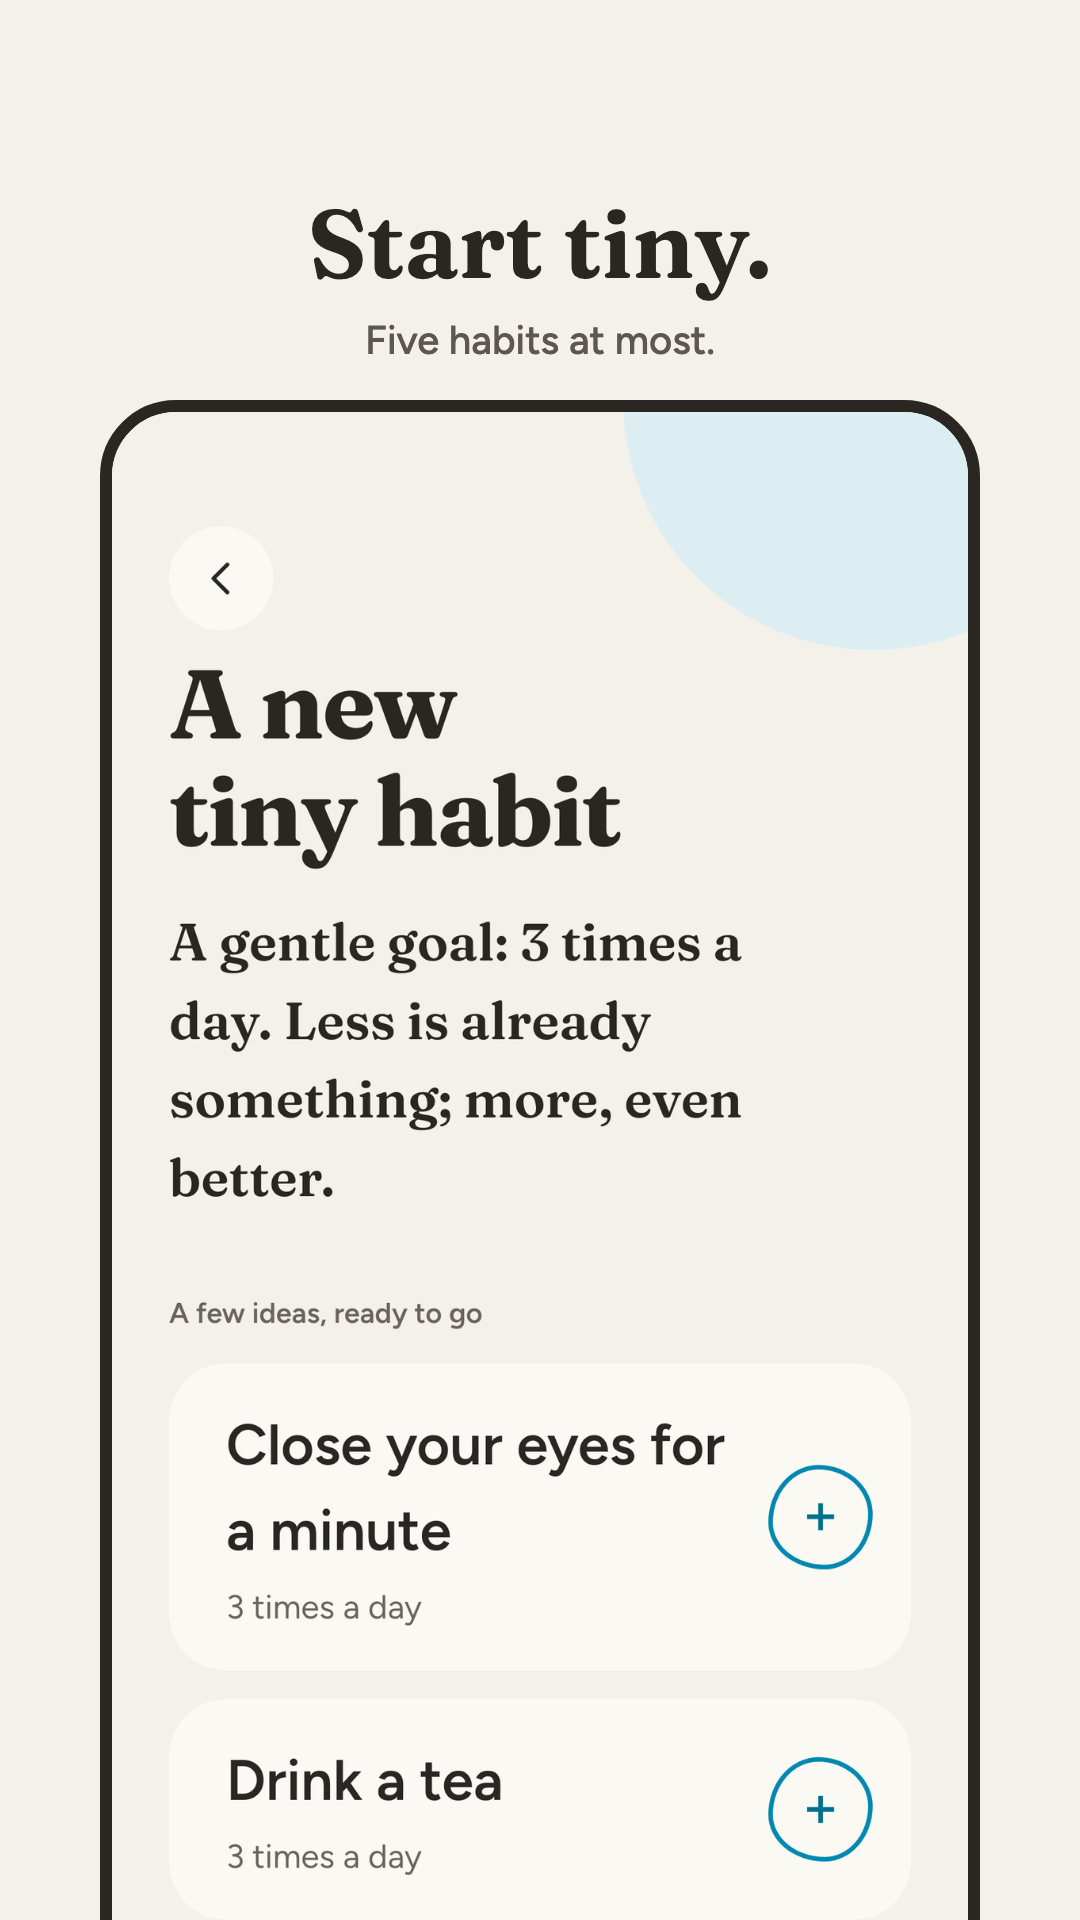 Start tiny.
Five habits at most.
A new
tiny habit
A gentle goal: 3 times a
day. Less is already
something; more, even
better.
A few ideas, ready to go
Close your eyes for
a minute
3 times a day
Drink a tea
3 times a day